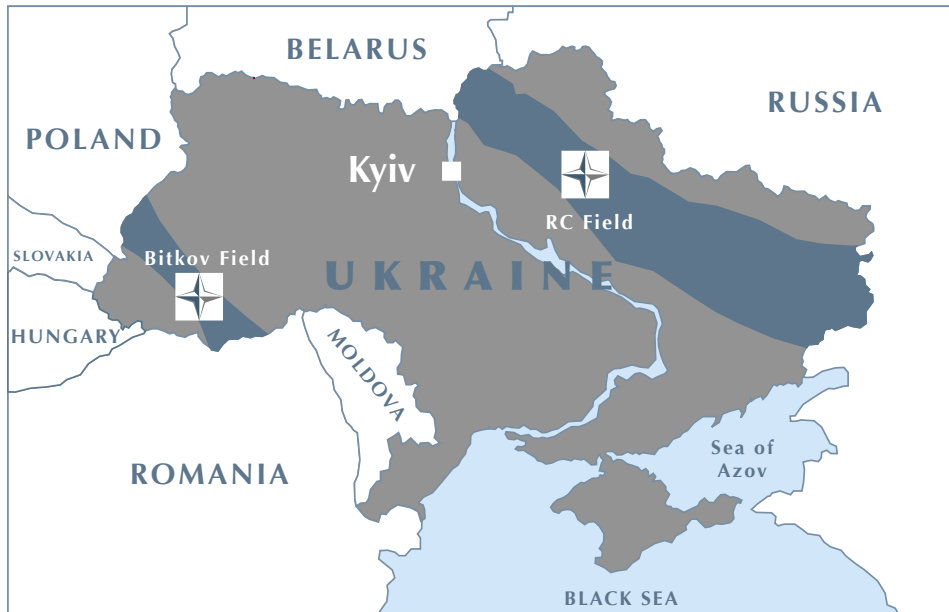 BELARUS
RUSSIA
POLAND
Kyiv
RC Field
SLOVAKIA
Bitkov Field
UKRAINE
HUNGARY
MOLDOVA
ROMANIA
Sea of
Azov
BLACK SEA